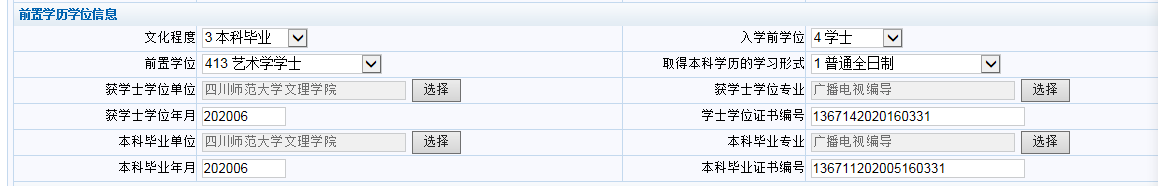 前置学历学位信息
文化程度 3 本科毕业 入学前学位 4 学士
前置学位 413 艺术学学士 取得本科学历的学习形式 1 普通全日制
获学士学位单位 四川师范大学文理学院 选择 获学士学位专业 广播电视编导 选择
获学士学位年月 202006 学士学位证书编号 1367142020160331
本科毕业单位 四川师范大学文理学院 选择 本科毕业专业 广播电视编导 选择
本科毕业年月 202006 本科毕业证书编号 136711202005160331